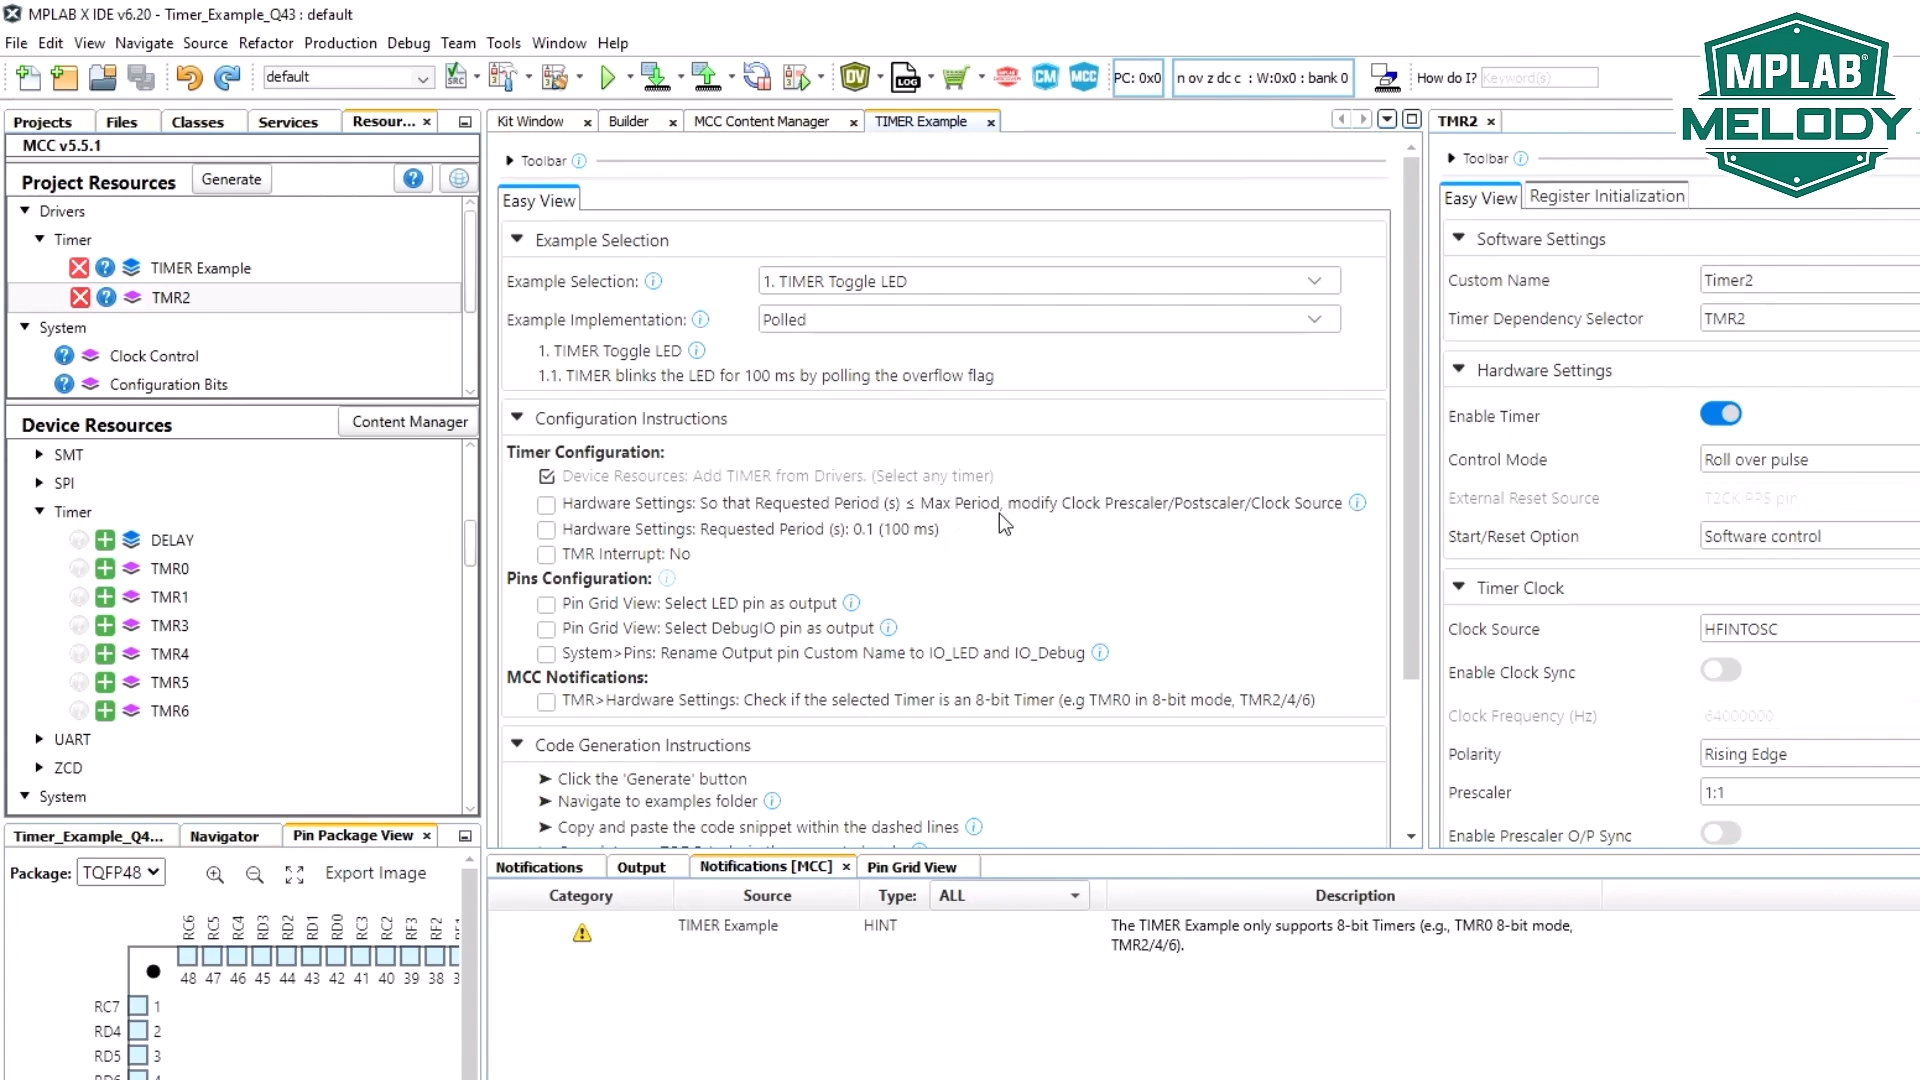 MPLAB X IDE v6.20 - Timer_Example_Q43 : default
File Edit View Navigate Source Refactor Production Debug Team Tools Window Help
default
PC: 0x0
n ov z dc c : W:0x0 : bank 0
How do I? Keyword(s)
MPLAB®
MELODY
Projects Files Classes Services Resour... ×
MCC v5.5.1
Project Resources Generate
Drivers
Timer
TIMER Example
TMR2
System
Clock Control
Configuration Bits
Device Resources Content Manager
SMT
SPI
Timer
DELAY
TMR0
TMR1
TMR3
TMR4
TMR5
TMR6
UART
ZCD
System
Timer_Example_Q4... Navigator Pin Package View ×
Package: TQFP48 Export Image
RC6 RC5 RC4 RD3 RD2 RD1 RD0 RC3 RC2 RF3 RF2
48 47 46 45 44 43 42 41 40 39 38
RC7 1
RD4 2
RD5 3
Kit Window × Builder × MCC Content Manager × TIMER Example ×
Toolbar
Easy View
Example Selection
Example Selection: 1. TIMER Toggle LED
Example Implementation: Polled
1. TIMER Toggle LED
1.1. TIMER blinks the LED for 100 ms by polling the overflow flag
Configuration Instructions
Timer Configuration:
Device Resources: Add TIMER from Drivers. (Select any timer)
Hardware Settings: So that Requested Period (s) ≤ Max Period, modify Clock Prescaler/Postscaler/Clock Source
Hardware Settings: Requested Period (s): 0.1 (100 ms)
TMR Interrupt: No
Pins Configuration:
Pin Grid View: Select LED pin as output
Pin Grid View: Select DebugIO pin as output
System>Pins: Rename Output pin Custom Name to IO_LED and IO_Debug
MCC Notifications:
TMR>Hardware Settings: Check if the selected Timer is an 8-bit Timer (e.g TMR0 in 8-bit mode, TMR2/4/6)
Code Generation Instructions
➤ Click the 'Generate' button
➤ Navigate to examples folder
➤ Copy and paste the code snippet within the dashed lines
Notifications Output Notifications [MCC] × Pin Grid View
Category Source Type: ALL Description
TIMER Example HINT The TIMER Example only supports 8-bit Timers (e.g., TMR0 8-bit mode,
TMR2/4/6).
TMR2 ×
Toolbar
Easy View Register Initialization
Software Settings
Custom Name Timer2
Timer Dependency Selector TMR2
Hardware Settings
Enable Timer
Control Mode Roll over pulse
External Reset Source T2CKIPPS pin
Start/Reset Option Software control
Timer Clock
Clock Source HFINTOSC
Enable Clock Sync
Clock Frequency (Hz) 64000000
Polarity Rising Edge
Prescaler 1:1
Enable Prescaler O/P Sync